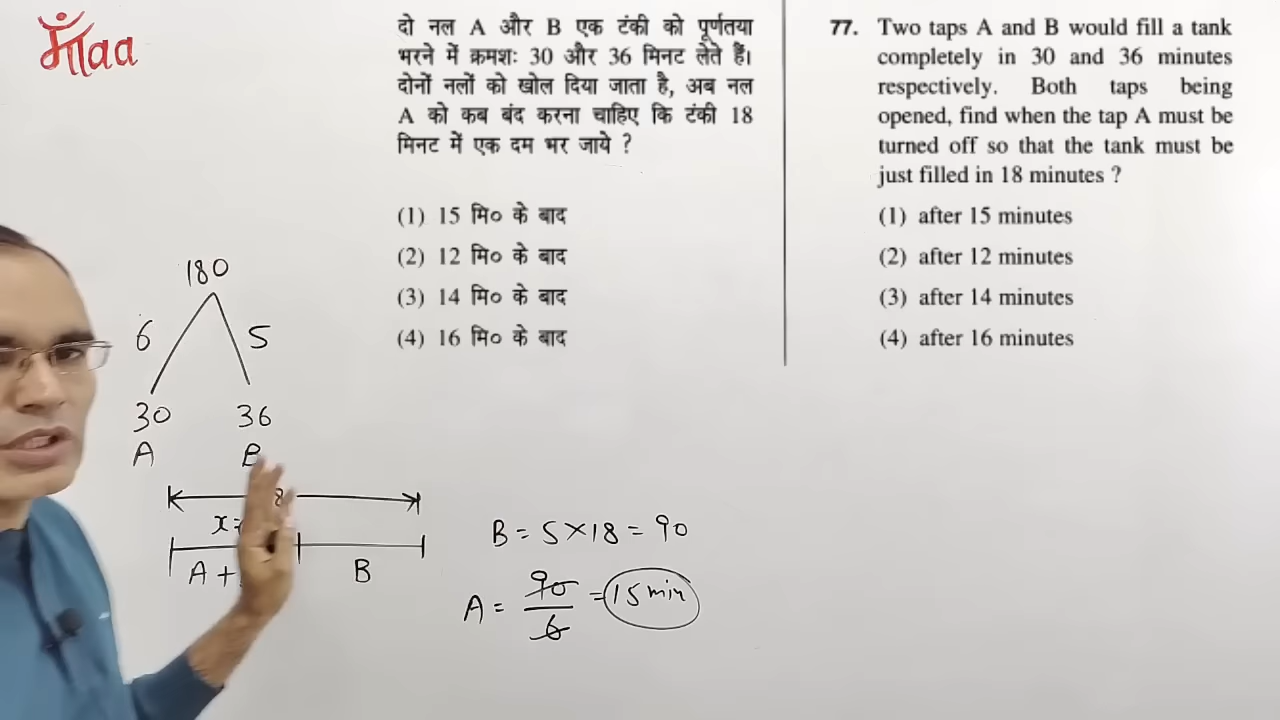 माँaa
दो नल A और B एक टंकी को पूर्णतया
भरने में क्रमशः 30 और 36 मिनट लेते हैं।
दोनों नलों को खोल दिया जाता है, अब नल
A को कब बंद करना चाहिए कि टंकी 18
मिनट में एक दम भर जाये ?
(1) 15 मि० के बाद
(2) 12 मि० के बाद
(3) 14 मि० के बाद
(4) 16 मि० के बाद
77. Two taps A and B would fill a tank
completely in 30 and 36 minutes
respectively. Both taps being
opened, find when the tap A must be
turned off so that the tank must be
just filled in 18 minutes ?
(1) after 15 minutes
(2) after 12 minutes
(3) after 14 minutes
(4) after 16 minutes
180
6 5
30 36
A B
8
x=
A +
B
B = 5×18 = 90
A = 90/6 = 15 min